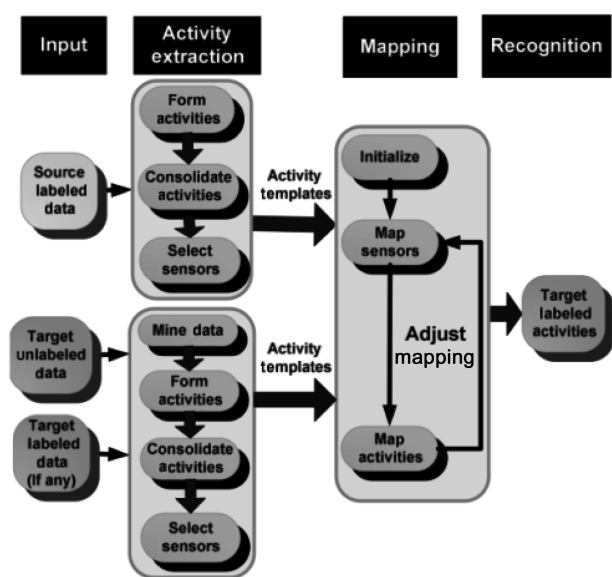 Input
Activity
extraction
Mapping
Recognition
Form
activities
Source
labeled
data
Consolidate
activities
Select
sensors
Activity
templates
Initialize
Map
sensors
Adjust
mapping
Map
activities
Target
labeled
activities
Target
unlabeled
data
Target
labeled
data
(If any)
Mine data
Form
activities
Consolidate
activities
Select
sensors
Activity
templates